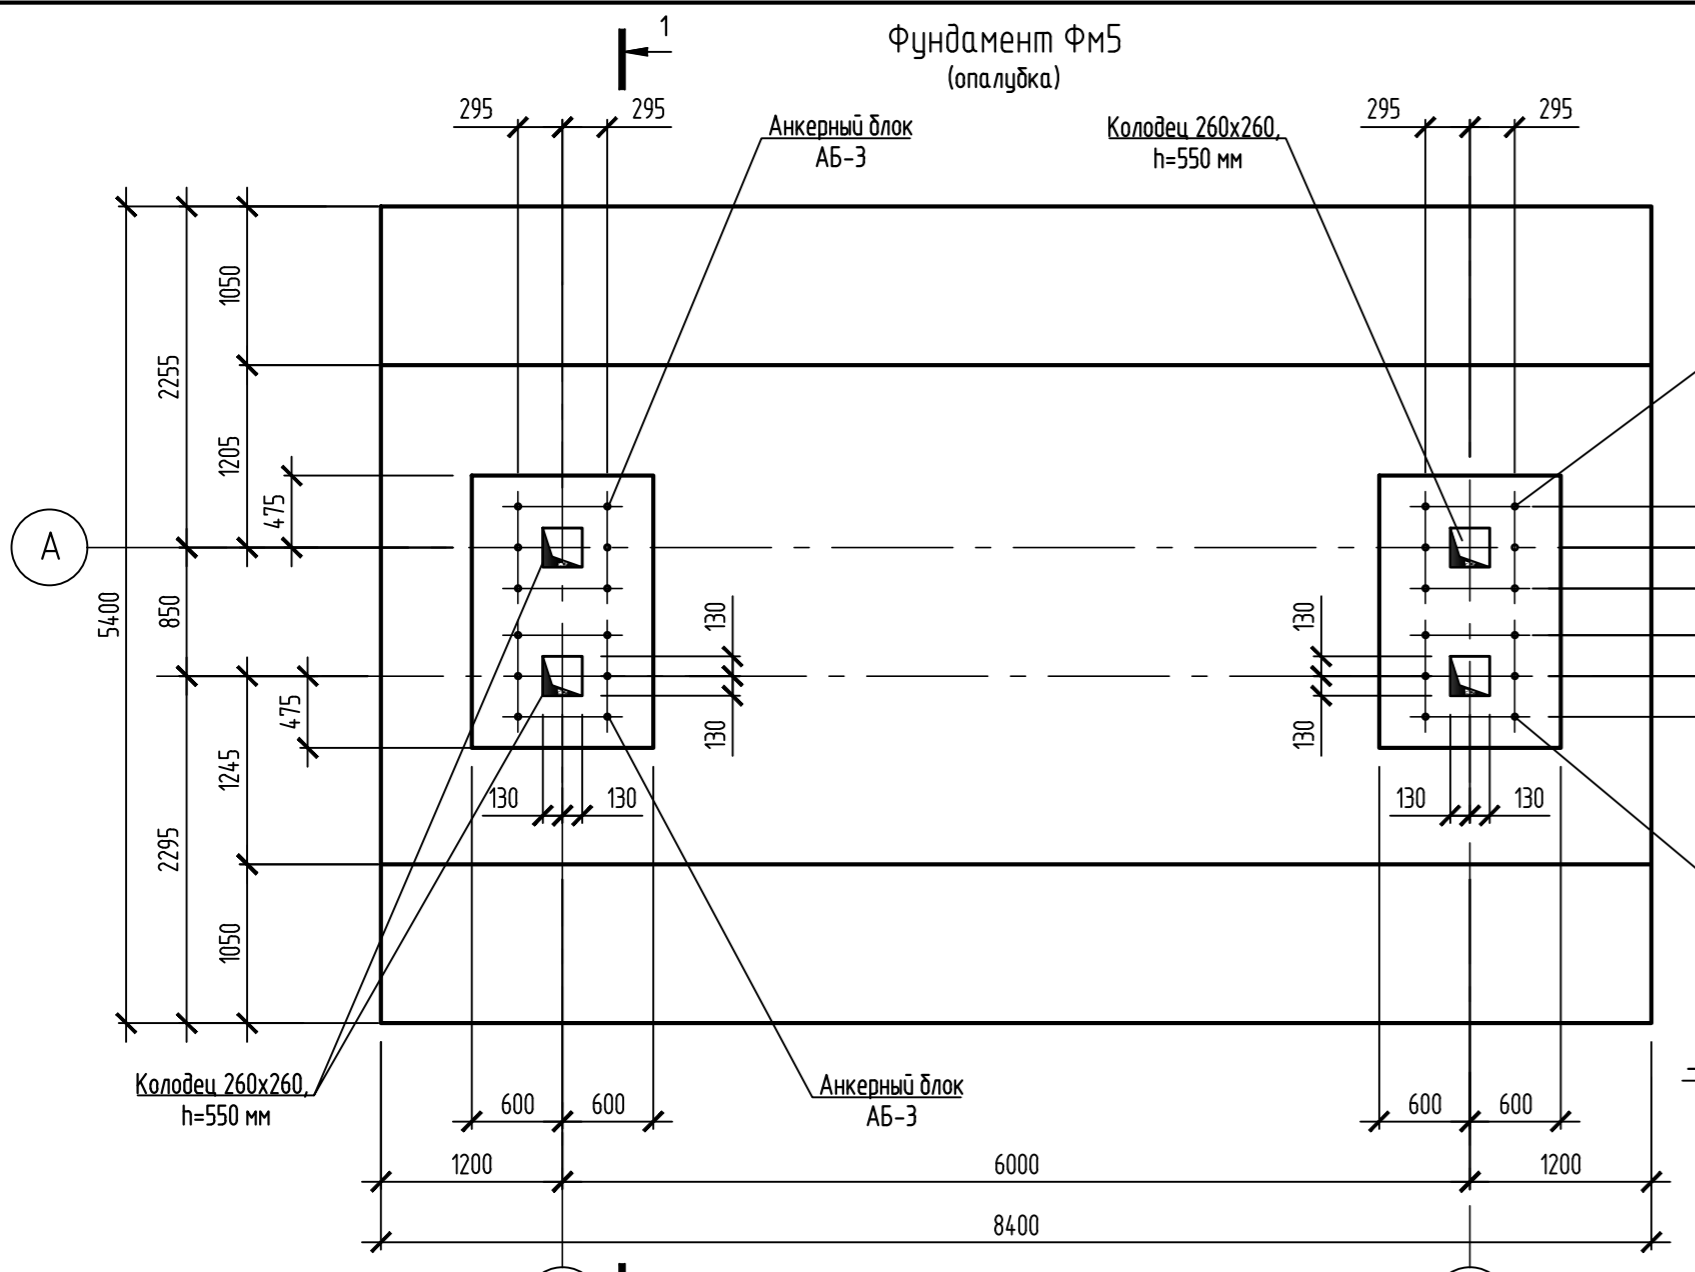 1
Фундамент Фм5
(опалубка)
295
295
295
295
Анкерный блок
АБ-3
Колодец 260х260,
h=550 мм
1050
2255
1205
475
А
5400
850
130
130
475
130
130
1245
130
130
130
130
2295
1050
Колодец 260х260,
h=550 мм
Анкерный блок
АБ-3
600
600
600
600
1200
6000
1200
8400